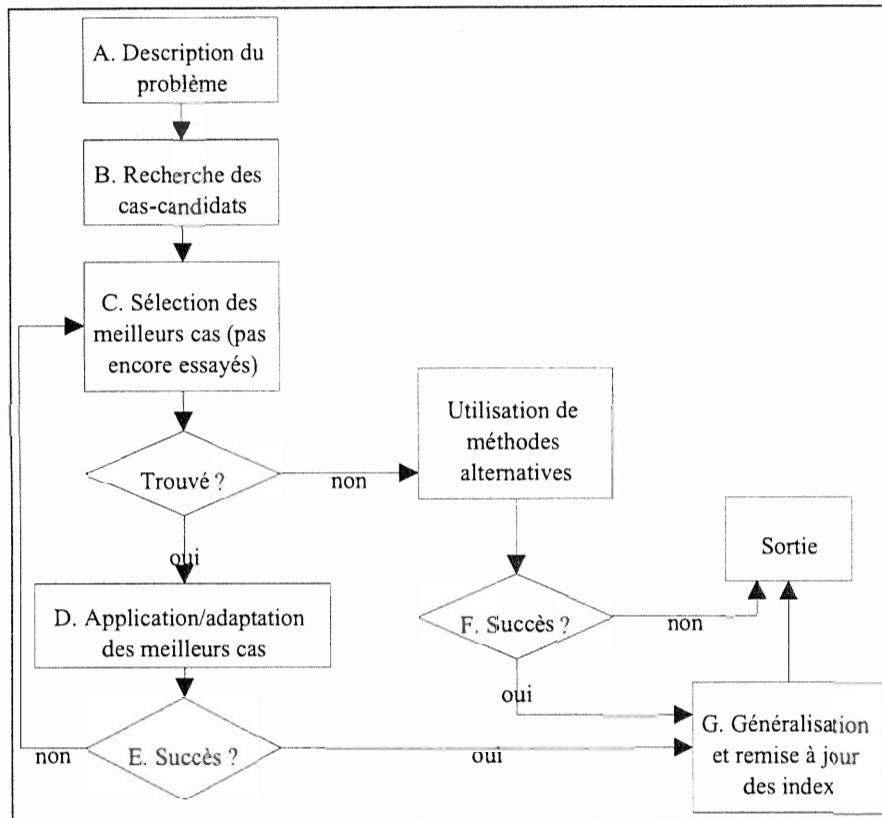 A. Description du
problème
B. Recherche des
cas-candidats
C. Sélection des
meilleurs cas (pas
encore essayés)
Trouvé ?
non
Utilisation de
méthodes
alternatives
oui
D. Application/adaptation
des meilleurs cas
F. Succès ?
non
Sortie
oui
E. Succès ?
non
oui
G. Généralisation
et remise à jour
des index